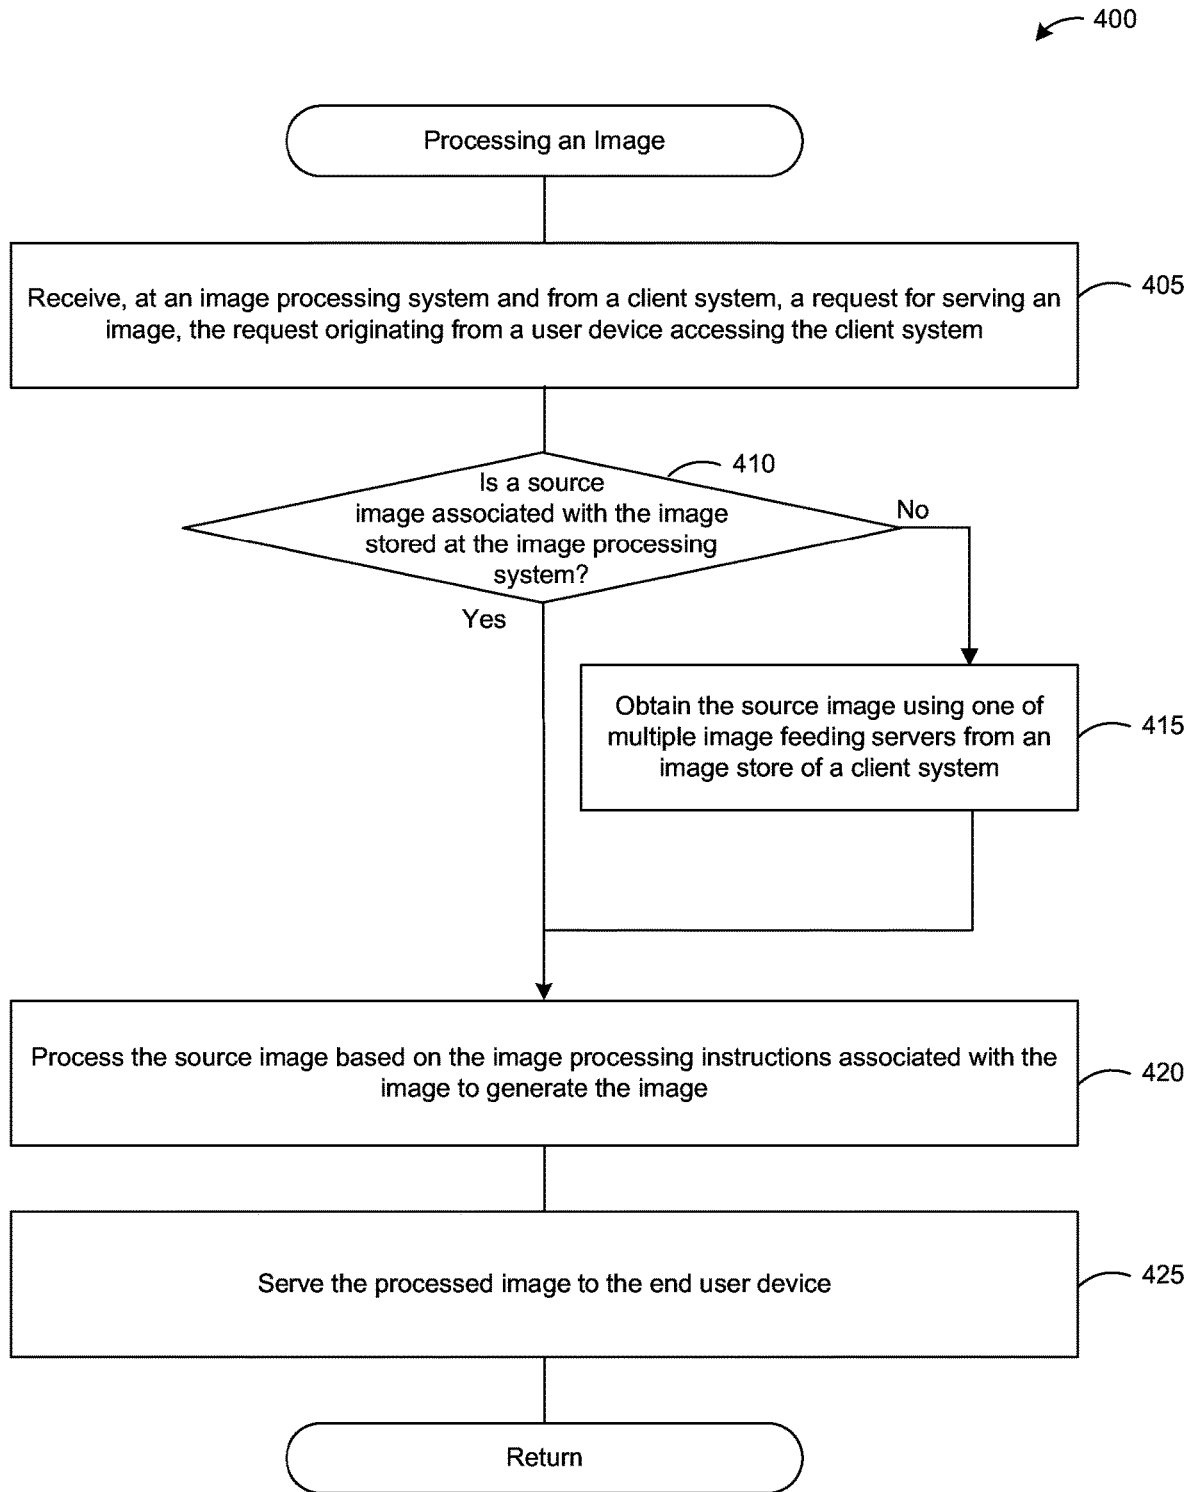 400
Processing an Image
Receive, at an image processing system and from a client system, a request for serving an
image, the request originating from a user device accessing the client system
405
410
Is a source
image associated with the image
stored at the image processing
system?
No
Yes
Obtain the source image using one of
multiple image feeding servers from an
image store of a client system
415
Process the source image based on the image processing instructions associated with the
image to generate the image
420
Serve the processed image to the end user device
425
Return